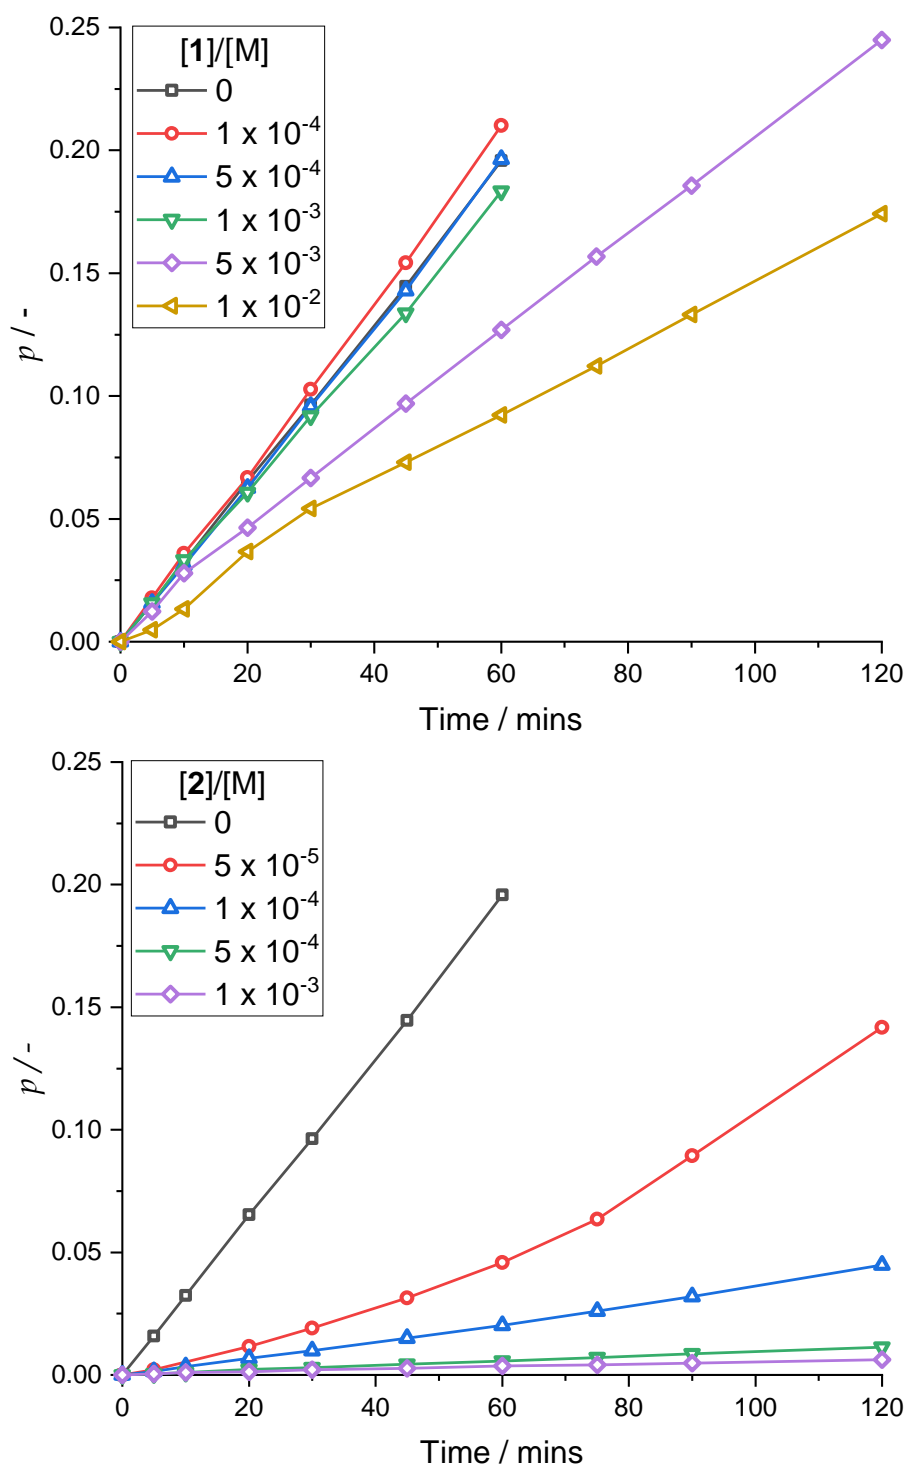 [1]/[M]
0
1 x 10-4
5 x 10-4
1 x 10-3
5 x 10-3
1 x 10-2
0.25
0.20
0.15
0.10
0.05
0.00
p / -
0 20 40 60 80 100 120
Time / mins
[2]/[M]
0
5 x 10-5
1 x 10-4
5 x 10-4
1 x 10-3
0.25
0.20
0.15
0.10
0.05
0.00
p / -
0 20 40 60 80 100 120
Time / mins